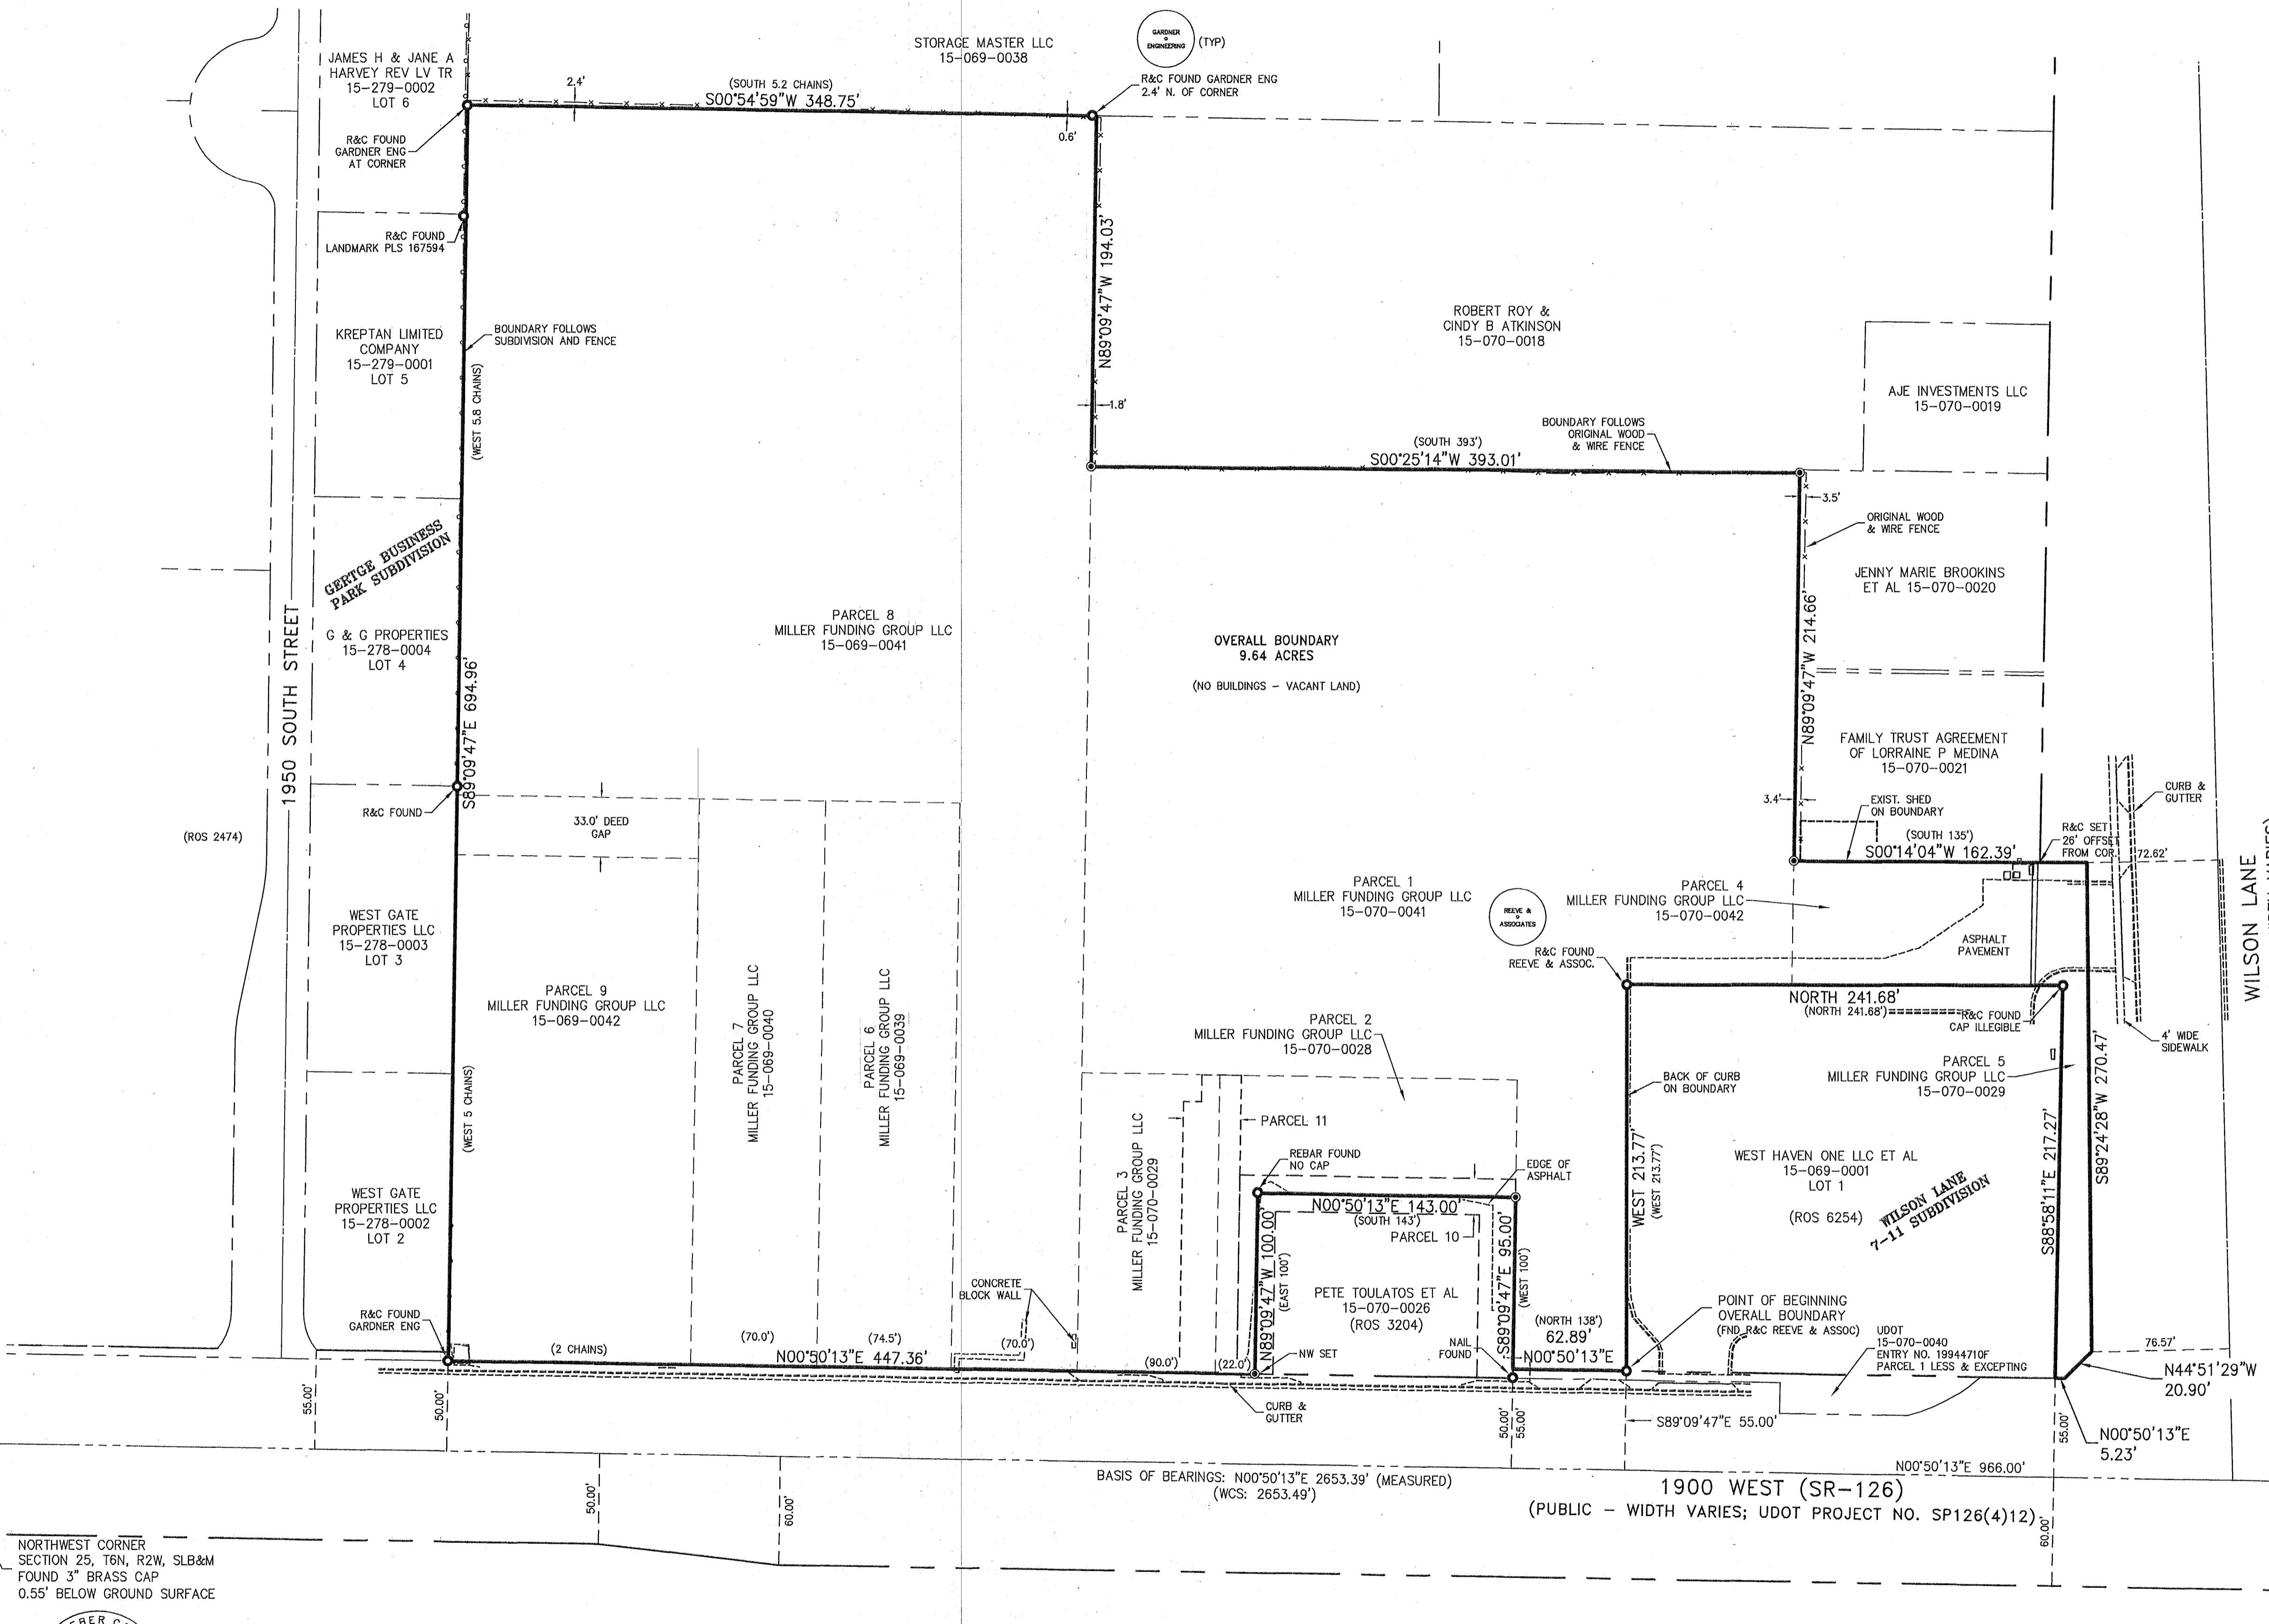 JAMES H & JANE A
HARVEY REV LV TR
15-279-0002
LOT 6
STORAGE MASTER LLC
15-069-0038
GARDNER
ENGINEERING
(TYP)
R&C FOUND GARDNER ENG
2.4' N. OF CORNER
2.4'
(SOUTH 5.2 CHAINS)
S00°54'59"W 348.75'
0.6'
R&C FOUND
GARDNER ENG
AT CORNER
R&C FOUND
LANDMARK PLS 167594
N89°09'47"W 194.03'
KREPTAN LIMITED
COMPANY
15-279-0001
LOT 5
BOUNDARY FOLLOWS
SUBDIVISION AND FENCE
(WEST 5.8 CHAINS)
1.8'
ROBERT ROY &
CINDY B ATKINSON
15-070-0018
AJE INVESTMENTS LLC
15-070-0019
BOUNDARY FOLLOWS
ORIGINAL WOOD
& WIRE FENCE
(SOUTH 393')
S00°25'14"W 393.01'
3.5'
ORIGINAL WOOD
& WIRE FENCE
JENNY MARIE BROOKINS
ET AL 15-070-0020
GERTGE BUSINESS
PARK SUBDIVISION
G & G PROPERTIES
15-278-0004
LOT 4
1950 SOUTH STREET
S89°09'47"E 694.96'
PARCEL 8
MILLER FUNDING GROUP LLC
15-069-0041
OVERALL BOUNDARY
9.64 ACRES
(NO BUILDINGS - VACANT LAND)
N89°09'47"W 214.66'
FAMILY TRUST AGREEMENT
OF LORRAINE P MEDINA
15-070-0021
CURB &
GUTTER
R&C FOUND
33.0' DEED
GAP
(ROS 2474)
3.4'
EXIST. SHED
ON BOUNDARY
(SOUTH 135')
S00°14'04"W 162.39'
R&C SET
26' OFFSET
FROM COR.
72.62'
WILSON LANE
PARCEL 1
MILLER FUNDING GROUP LLC
15-070-0041
PARCEL 4
MILLER FUNDING GROUP LLC
15-070-0042
REEVE &
ASSOCIATES
R&C FOUND
REEVE & ASSOC.
ASPHALT
PAVEMENT
WEST GATE
PROPERTIES LLC
15-278-0003
LOT 3
PARCEL 9
MILLER FUNDING GROUP LLC
15-069-0042
PARCEL 7
MILLER FUNDING GROUP LLC
15-069-0040
PARCEL 6
MILLER FUNDING GROUP LLC
15-069-0039
NORTH 241.68'
(NORTH 241.68')
R&C FOUND
CAP ILLEGIBLE
4' WIDE
SIDEWALK
PARCEL 2
MILLER FUNDING GROUP LLC
15-070-0028
PARCEL 5
MILLER FUNDING GROUP LLC
15-070-0029
S89°24'28"W 270.47'
(WEST 5 CHAINS)
BACK OF CURB
ON BOUNDARY
PARCEL 3
MILLER FUNDING GROUP LLC
15-070-0029
PARCEL 11
REBAR FOUND
NO CAP
EDGE OF
ASPHALT
WEST 213.77'
(WEST 213.77')
WEST HAVEN ONE LLC ET AL
15-069-0001
LOT 1
(ROS 6254)
WILSON LANE
7-11 SUBDIVISION
S88°58'11"E 217.27'
WEST GATE
PROPERTIES LLC
15-278-0002
LOT 2
N00°50'13"E 143.00'
(SOUTH 143')
PARCEL 10
N89°09'47"W 100.00'
(EAST 100')
S89°09'47"E 95.00'
(WEST 100')
PETE TOULATOS ET AL
15-070-0026
(ROS 3204)
CONCRETE
BLOCK WALL
R&C FOUND
GARDNER ENG
(2 CHAINS)
(70.0')
(74.5')
(70.0')
(90.0')
(22.0')
N00°50'13"E 447.36'
NW SET
NAIL
FOUND
(NORTH 138')
62.89'
N00°50'13"E
POINT OF BEGINNING
OVERALL BOUNDARY
(FND R&C REEVE & ASSOC)
UDOT
15-070-0040
ENTRY NO. 19944710F
PARCEL 1 LESS & EXCEPTING
76.57'
N44°51'29"W
20.90'
CURB &
GUTTER
55.00'
50.00'
50.00'
55.00'
S89°09'47"E 55.00'
55.00'
N00°50'13"E
5.23'
BASIS OF BEARINGS: N00°50'13"E 2653.39' (MEASURED)
(WCS: 2653.49')
N00°50'13"E 966.00'
1900 WEST (SR-126)
(PUBLIC - WIDTH VARIES; UDOT PROJECT NO. SP126(4)12)
50.00'
60.00'
60.00'
NORTHWEST CORNER
SECTION 25, T6N, R2W, SLB&M
FOUND 3" BRASS CAP
0.55' BELOW GROUND SURFACE